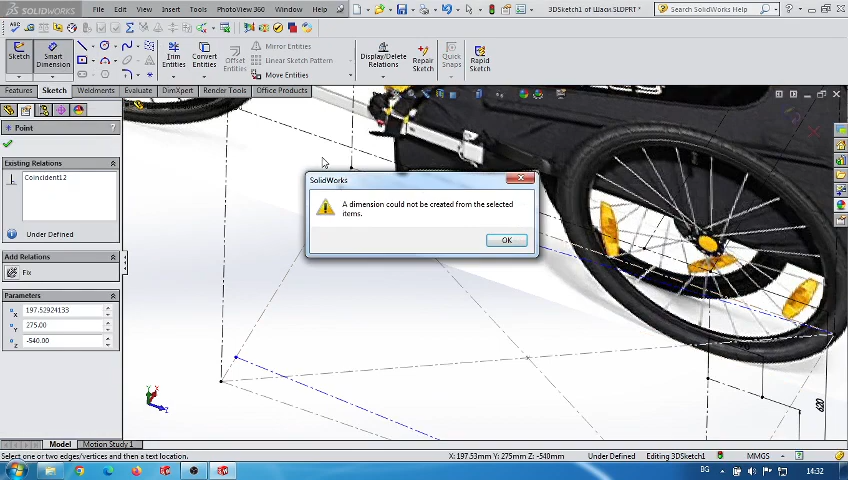 SOLIDWORKS
File Edit View Insert Tools PhotoView 360 Window Help
3DSketch1 of Шаси.SLDPRT *
Search SolidWorks Help
Sketch
Smart Dimension
Trim Entities
Convert Entities
Offset Entities
Mirror Entities
Linear Sketch Pattern
Move Entities
Display/Delete Relations
Repair Sketch
Quick Snaps
Rapid Sketch
Features Sketch Weldments Evaluate DimXpert Render Tools Office Products
Point
?
Existing Relations
Coincident12
Under Defined
Add Relations
Fix
Parameters
197.52924133
275.00
-540.00
SolidWorks
A dimension could not be created from the selected
items.
OK
620
Model Motion Study 1
Select one or two edges/vertices and then a text location.
X: 197.53mm Y: 275mm Z: -540mm Under Defined Editing 3DSketch1 MMGS
BG 14:32